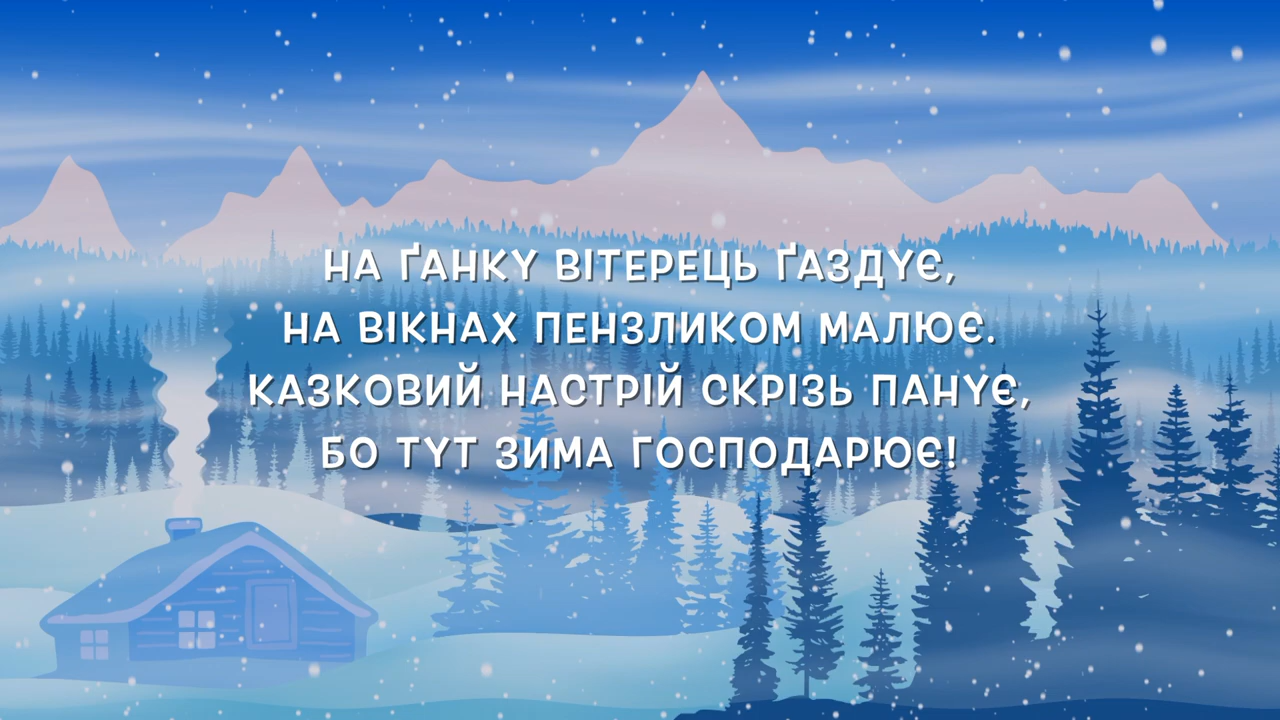 НА ҐАНКУ ВІТЕРЕЦЬ ҐАЗДУЄ,
НА ВІКНАХ ПЕНЗЛИКОМ МАЛЮЄ.
КАЗКОВИЙ НАСТРІЙ СКРІЗЬ ПАНУЄ,
БО ТУТ ЗИМА ГОСПОДАРЮЄ!